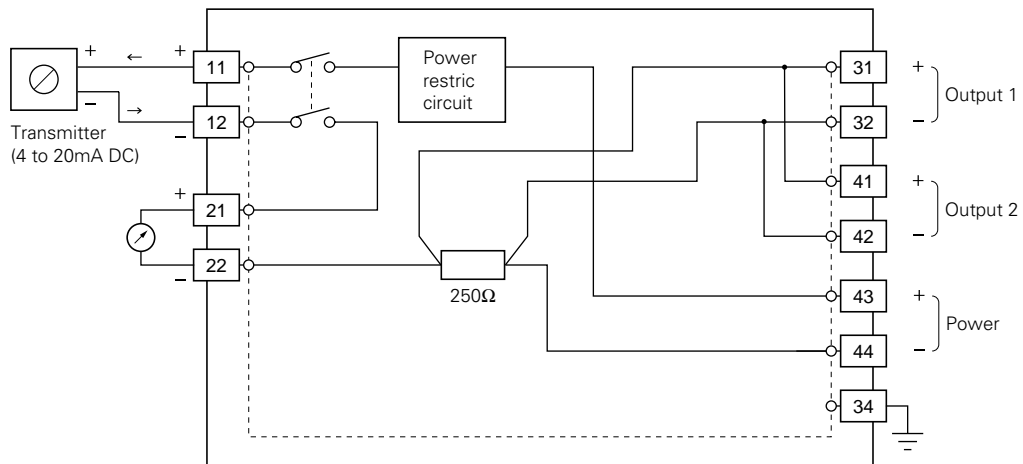 +
←
+
11
Power
restric
circuit
31
+
Output 1
−
→
−
12
32
−
Transmitter
(4 to 20mA DC)
+
21
41
+
Output 2
−
22
42
−
250Ω
43
+
Power
44
−
34